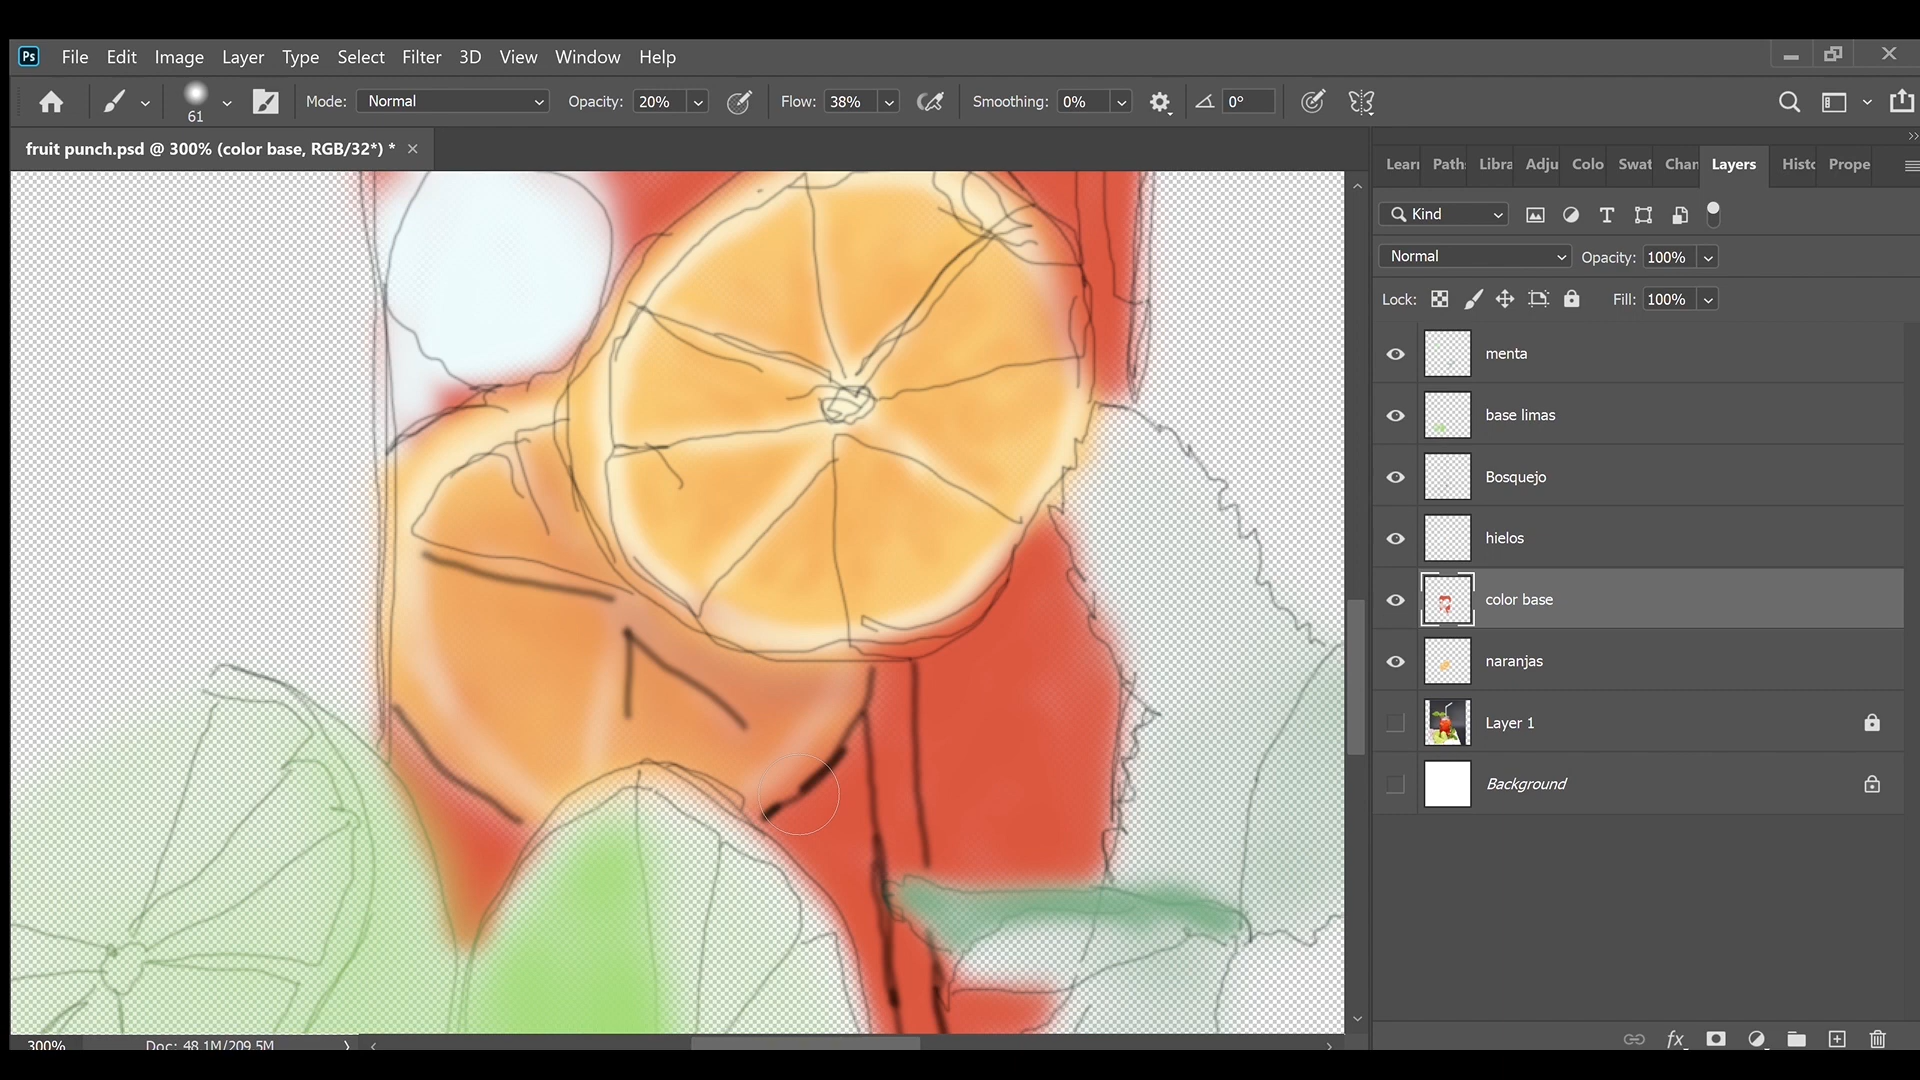 Ps File Edit Image Layer Type Select Filter 3D View Window Help
61 Mode: Normal Opacity: 20% Flow: 38% Smoothing: 0% 0°
fruit punch.psd @ 300% (color base, RGB/32*) *
Learn Path Libra Adju Colo Swat Char Layers Histo Prope
Kind
Normal Opacity: 100%
Lock: Fill: 100%
menta
base limas
Bosquejo
hielos
color base
naranjas
Layer 1
Background
300% Doc: 48.1M/209.5M
fx